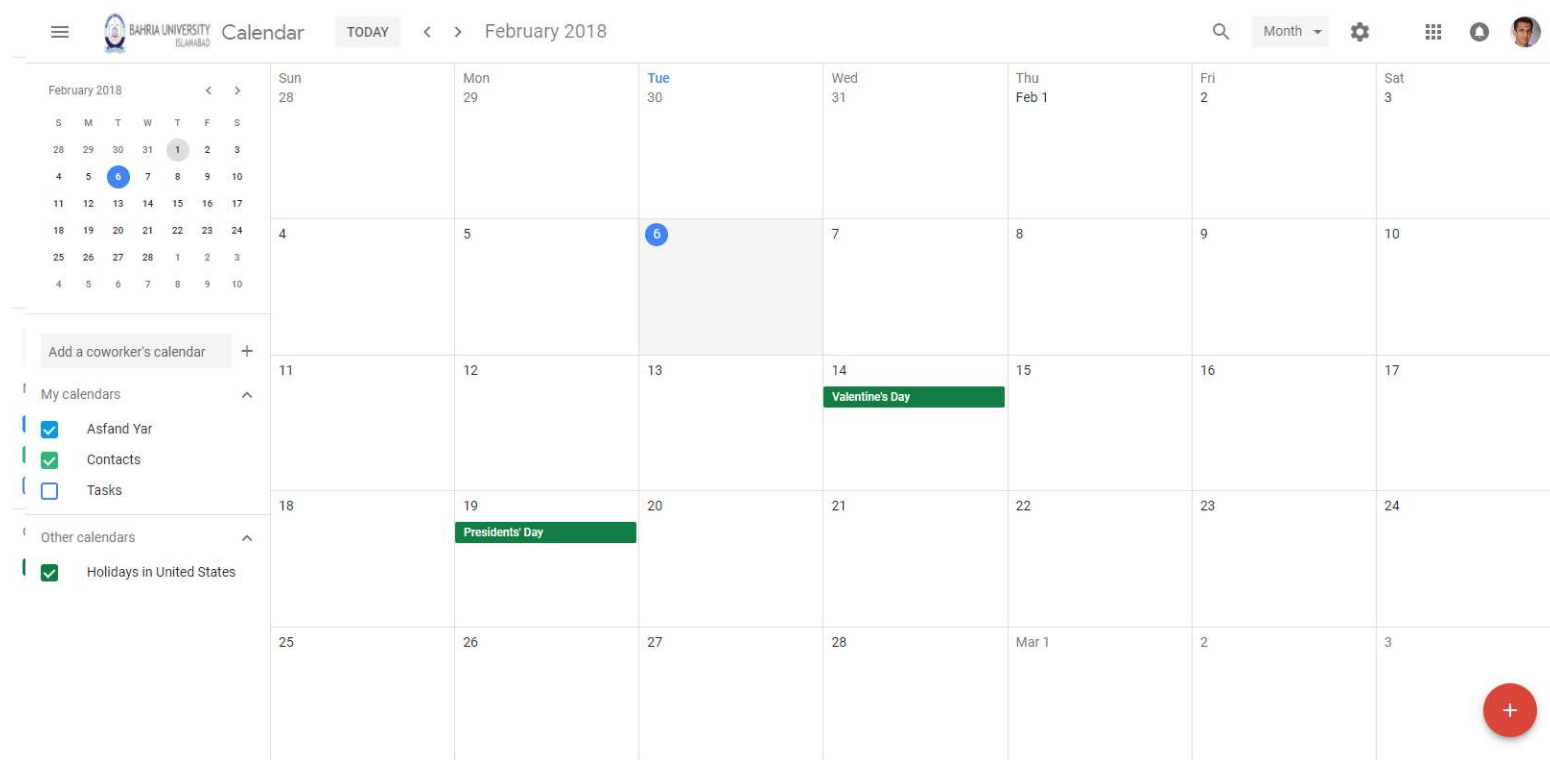 BAHRIA UNIVERSITY
ISLAMABAD
Calendar TODAY February 2018 Month
February 2018
S M T W T F S
28 29 30 31 1 2 3
4 5 6 7 8 9 10
11 12 13 14 15 16 17
18 19 20 21 22 23 24
25 26 27 28 1 2 3
4 5 6 7 8 9 10
Add a coworker's calendar
My calendars
Asfand Yar
Contacts
Tasks
Other calendars
Holidays in United States
Sun Mon Tue Wed Thu Fri Sat
28 29 30 31 Feb 1 2 3
4 5 6 7 8 9 10
11 12 13 14 15 16 17
Valentine's Day
18 19 20 21 22 23 24
Presidents' Day
25 26 27 28 Mar 1 2 3